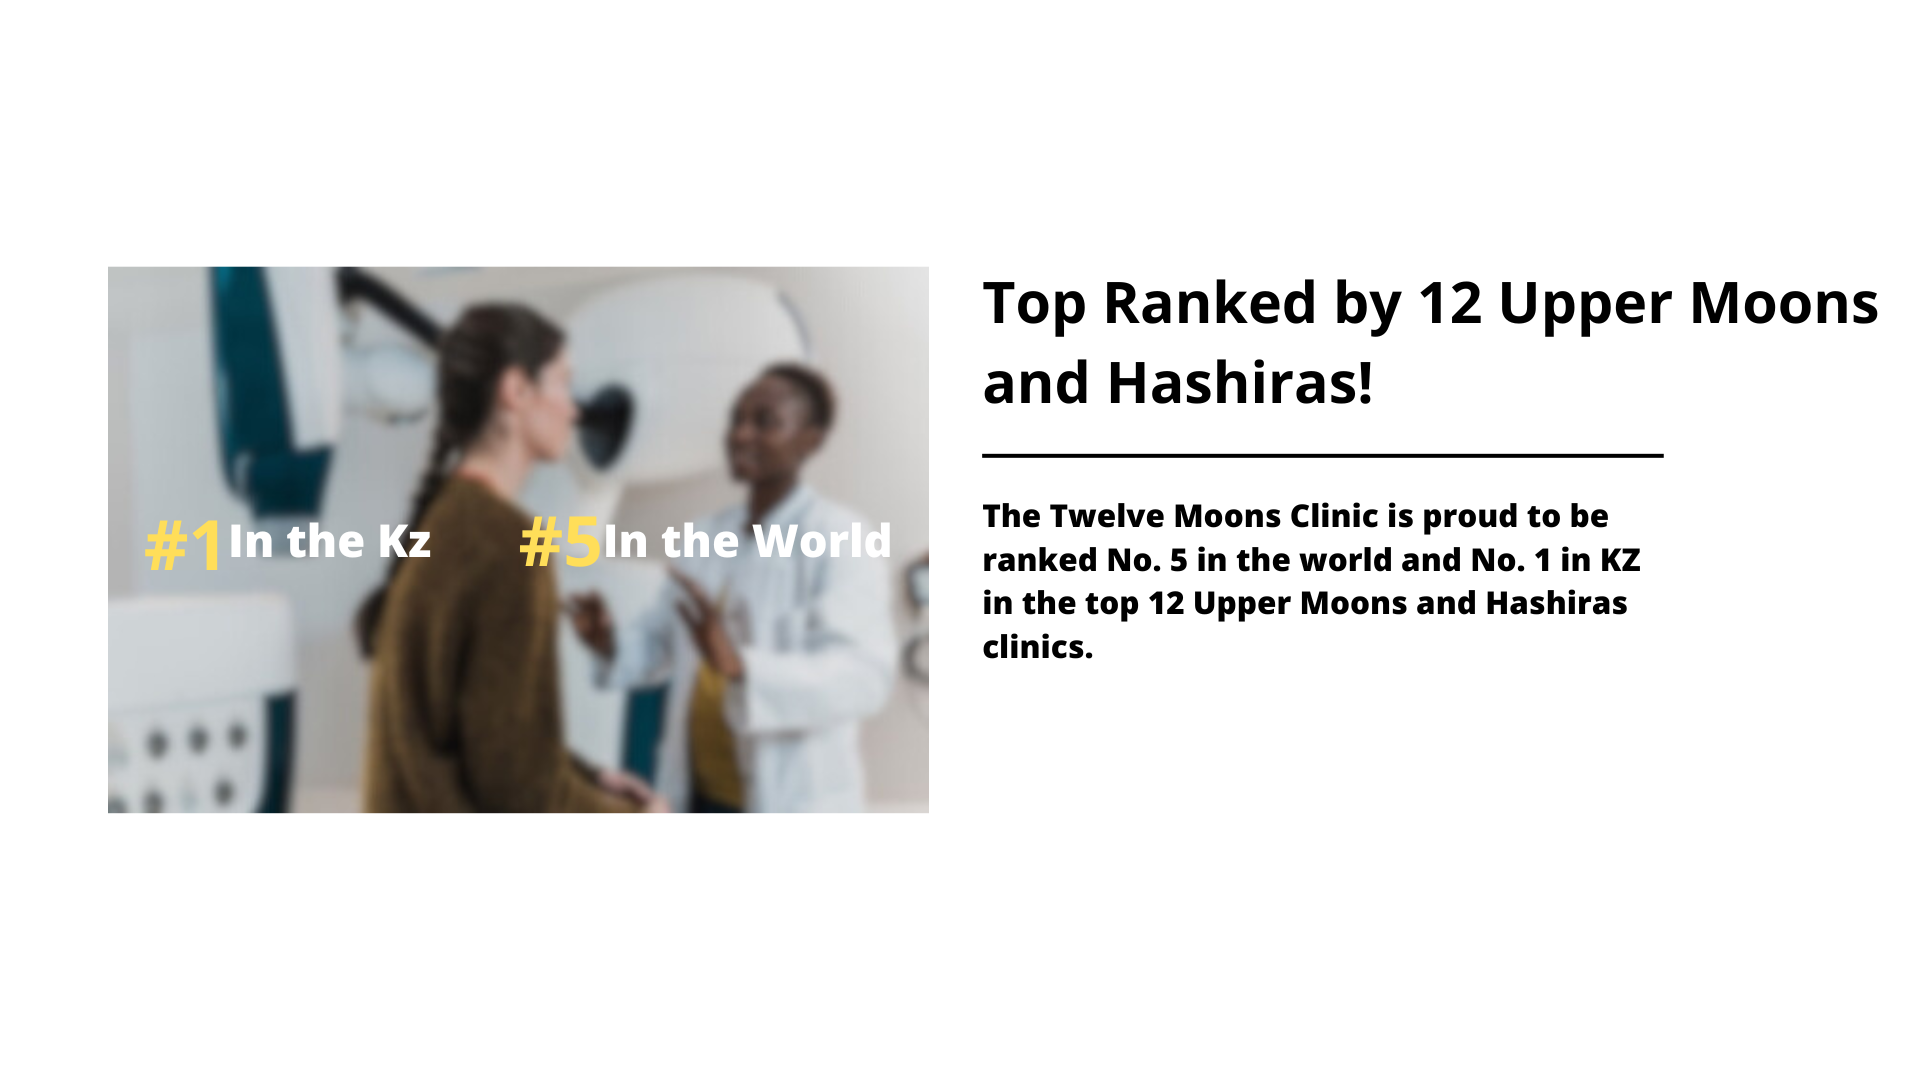 #1 In the Kz
#5 In the World
Top Ranked by 12 Upper Moons
and Hashiras!
The Twelve Moons Clinic is proud to be
ranked No. 5 in the world and No. 1 in KZ
in the top 12 Upper Moons and Hashiras
clinics.